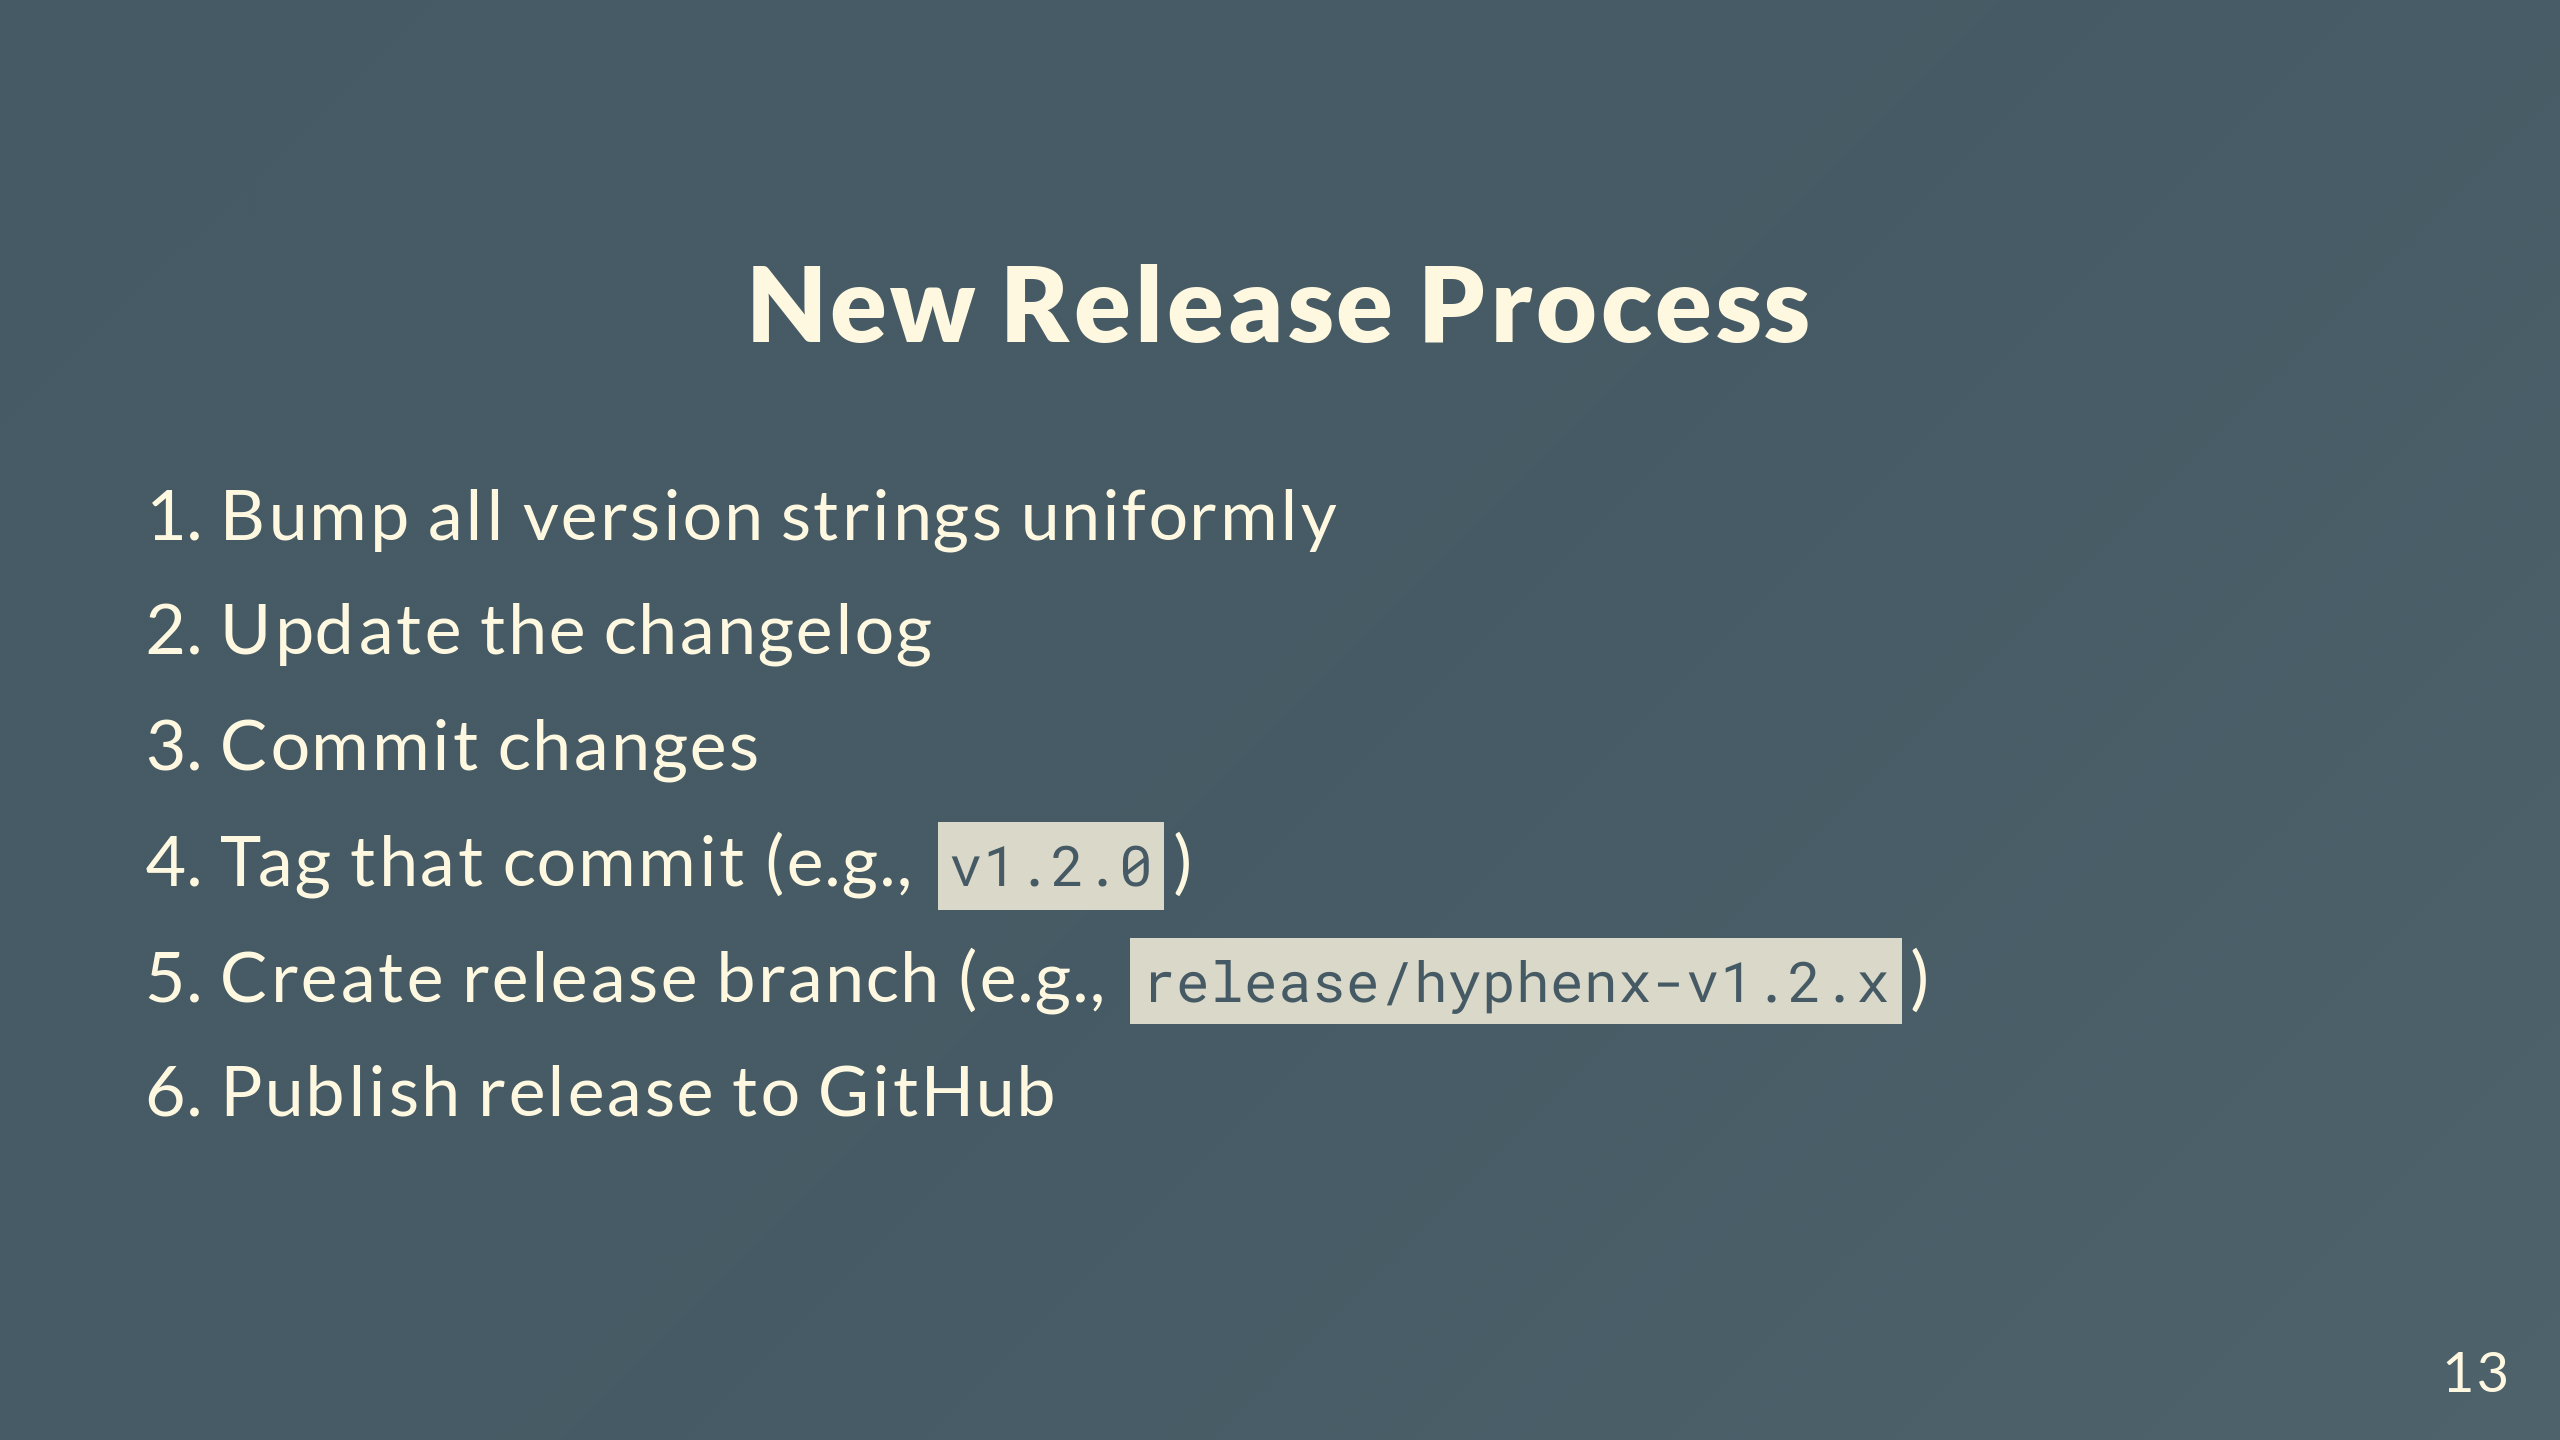 New Release Process
1. Bump all version strings uniformly
2. Update the changelog
3. Commit changes
4. Tag that commit (e.g., v1.2.0)
5. Create release branch (e.g., release/hyphenx-v1.2.x)
6. Publish release to GitHub
13